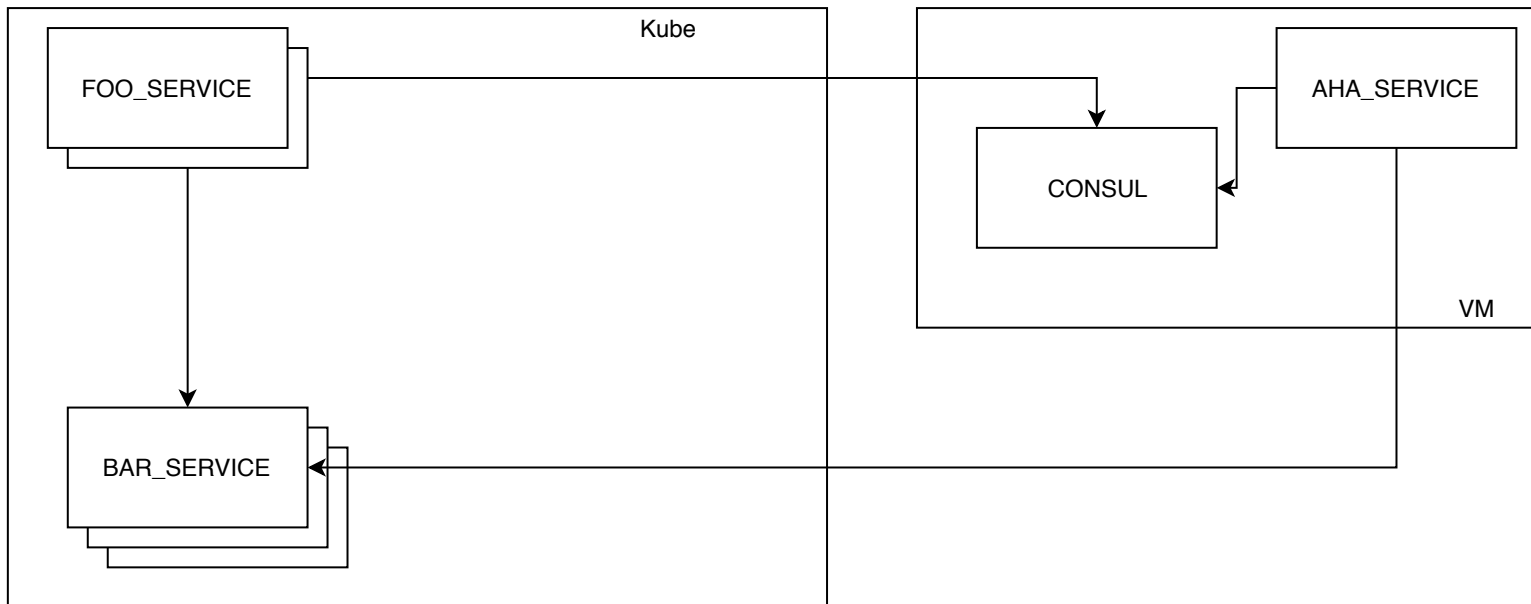 Kube
FOO_SERVICE
AHA_SERVICE
CONSUL
VM
BAR_SERVICE